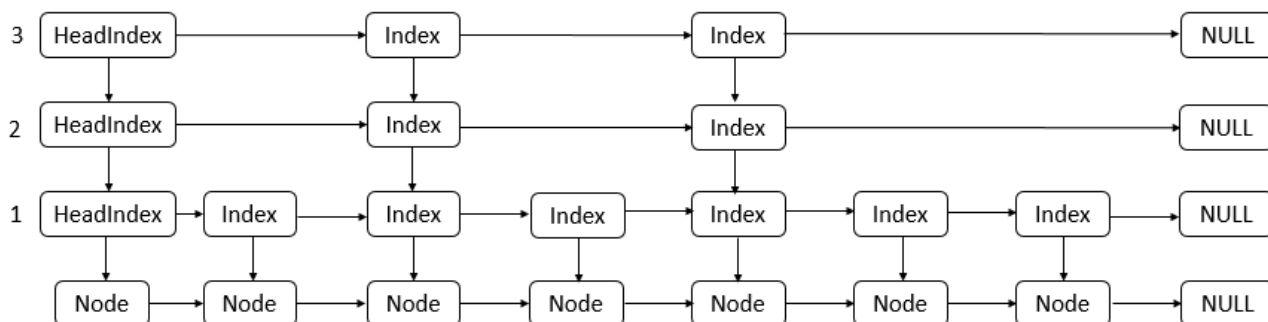 3 HeadIndex Index Index NULL
2 HeadIndex Index Index NULL
1 HeadIndex Index Index Index Index Index Index NULL
Node Node Node Node Node Node Node NULL